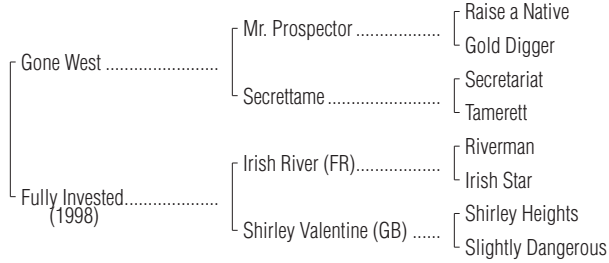 Raise a Native
Mr. Prospector ..................
Gold Digger
Gone West ........................
Secretariat
Secrettame ........................
Tamerett
Riverman
Irish River (FR)..................
Irish Star
Fully Invested....................
(1998)
Shirley Heights
Shirley Valentine (GB) ......
Slightly Dangerous